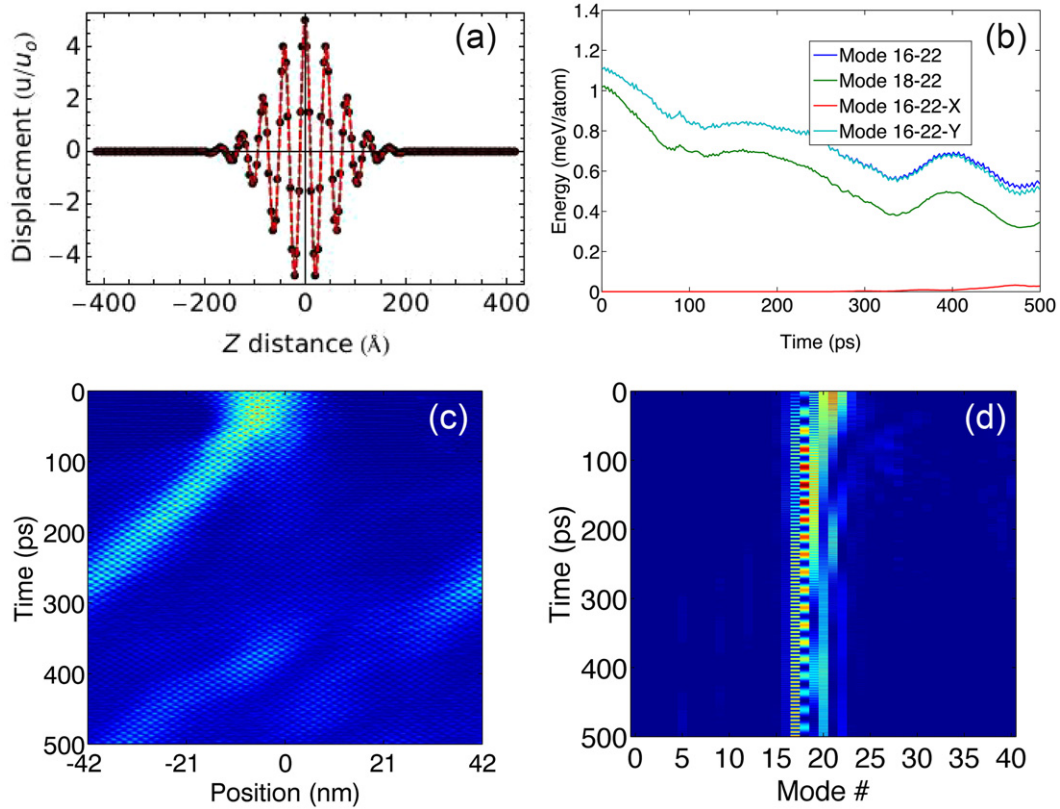 (a)
Displacment (u/uo)
4
2
0
−2
−4
−400 −200 0 200 400
Z distance (Å)
(b)
Energy (meV/atom)
1.4
1.2
1
0.8
0.6
0.4
0.2
0
Mode 16-22
Mode 18-22
Mode 16-22-X
Mode 16-22-Y
0 100 200 300 400 500
Time (ps)
(c)
Time (ps)
0
100
200
300
400
500
-42 -21 0 21 42
Position (nm)
(d)
Time (ps)
0
100
200
300
400
500
0 5 10 15 20 25 30 35 40
Mode #